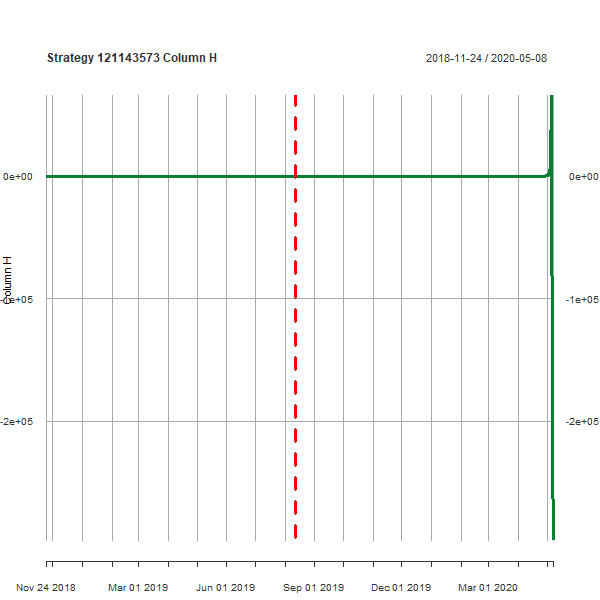 Strategy 121143573 Column H
2018-11-24 / 2020-05-08
0e+00
0e+00
Column H
-1e+05
-1e+05
-2e+05
-2e+05
Nov 24 2018
Mar 01 2019
Jun 01 2019
Sep 01 2019
Dec 01 2019
Mar 01 2020